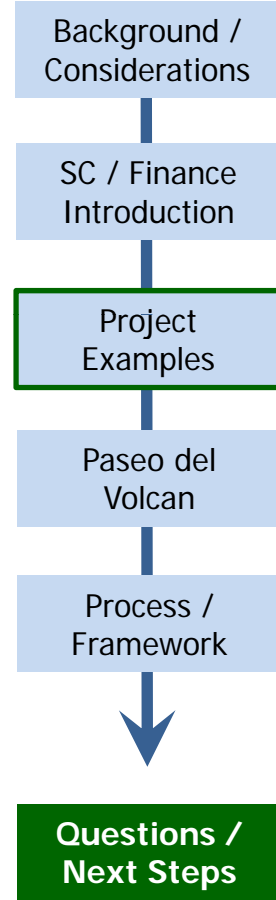 Background /
Considerations
SC / Finance
Introduction
Project
Examples
Paseo del
Volcan
Process /
Framework
Questions /
Next Steps